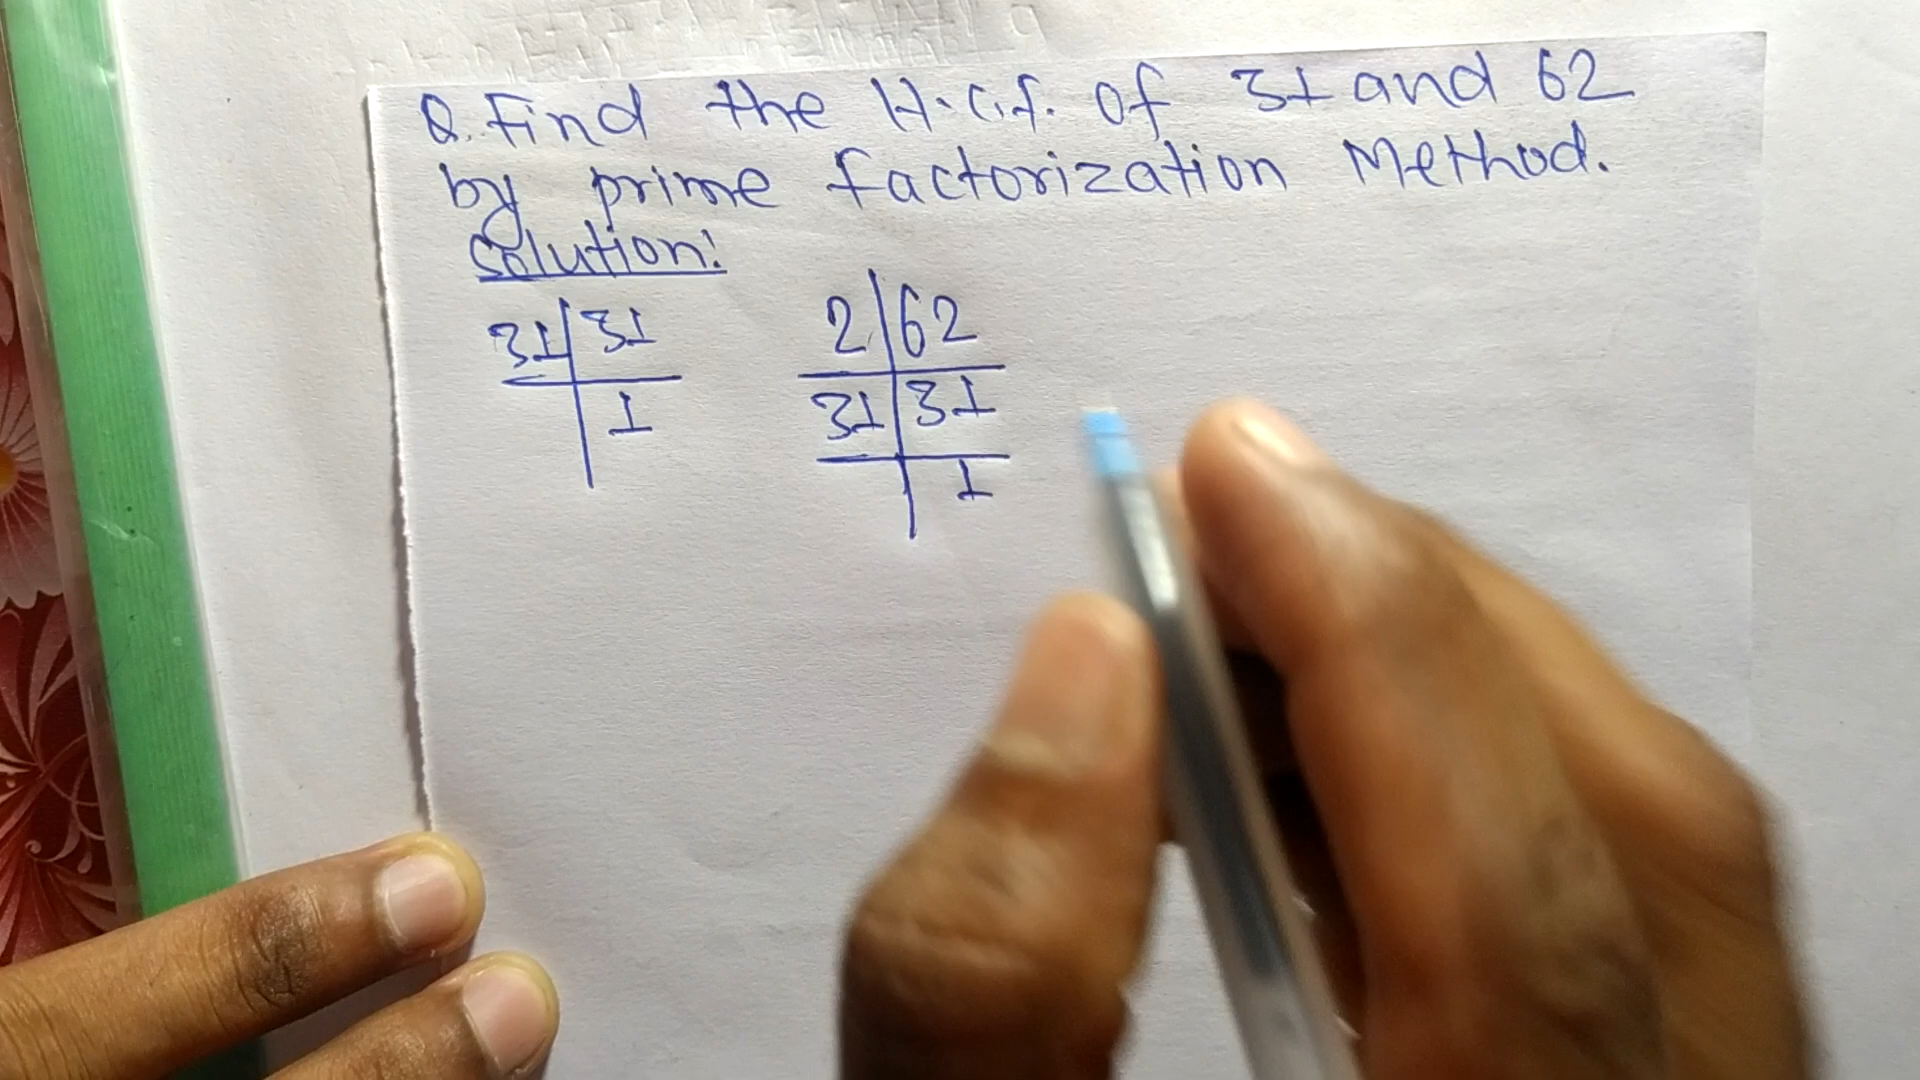 Q. Find the H.C.f. of 31 and 62
by prime factorization Method.
Solution:
31 31 2 62
1 31 31
1